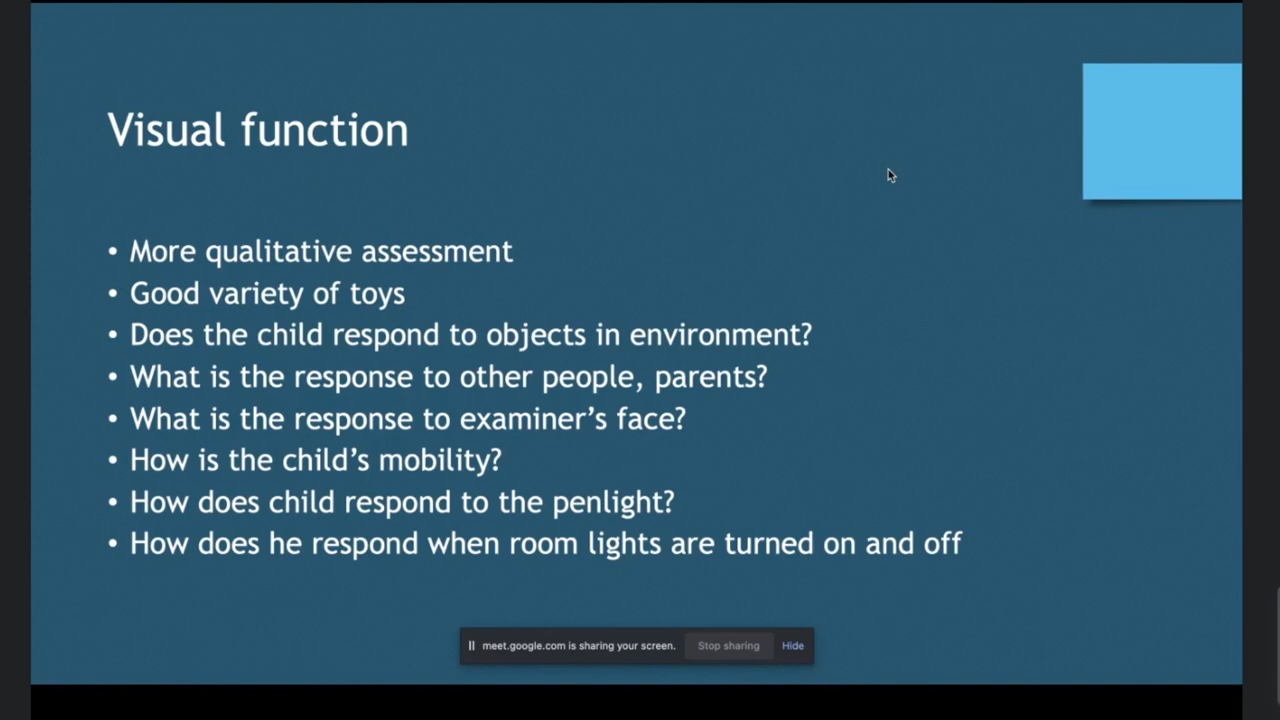 Visual function
• More qualitative assessment
• Good variety of toys
• Does the child respond to objects in environment?
• What is the response to other people, parents?
• What is the response to examiner’s face?
• How is the child’s mobility?
• How does child respond to the penlight?
• How does he respond when room lights are turned on and off
meet.google.com is sharing your screen. Stop sharing Hide